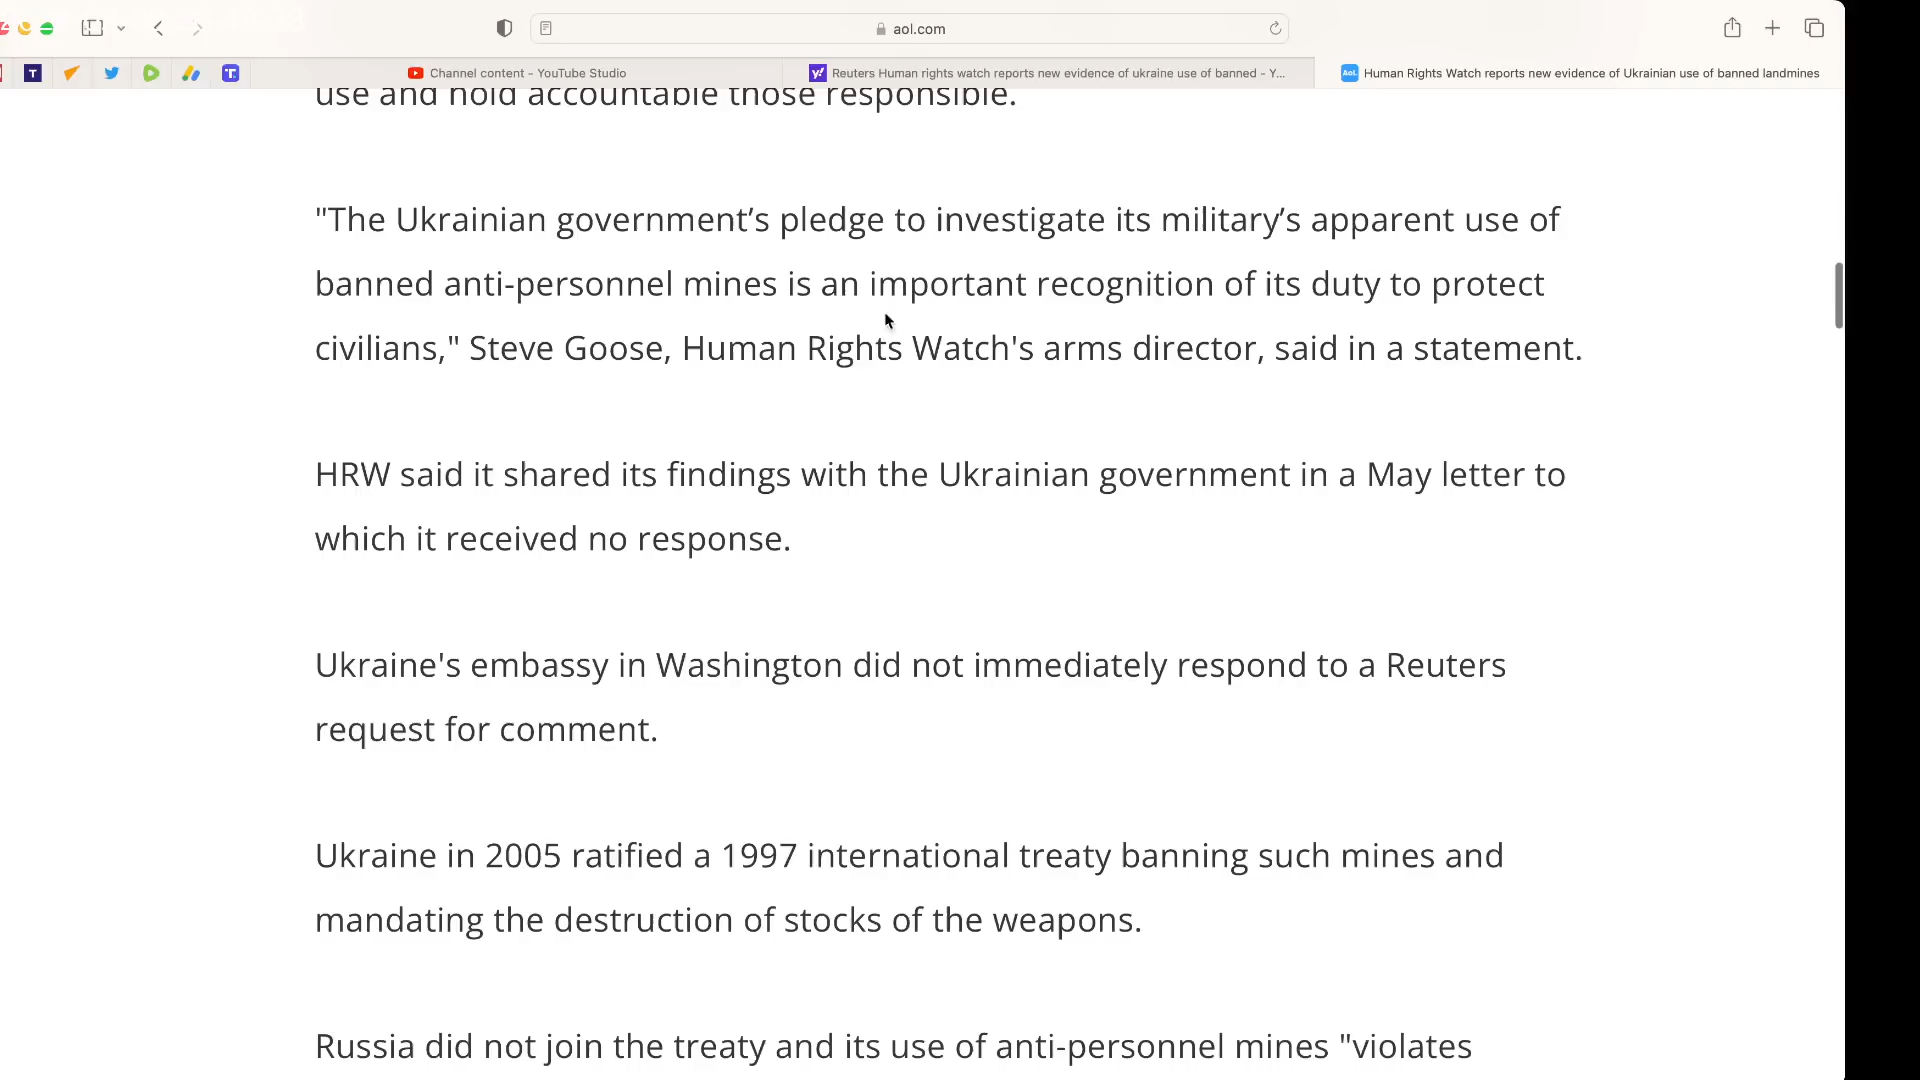 aol.com
T
T
Channel content - YouTube Studio
y! Reuters Human rights watch reports new evidence of ukraine use of banned - Y...
Aol. Human Rights Watch reports new evidence of Ukrainian use of banned landmines
use and hold accountable those responsible.
"The Ukrainian government’s pledge to investigate its military’s apparent use of
banned anti-personnel mines is an important recognition of its duty to protect
civilians," Steve Goose, Human Rights Watch's arms director, said in a statement.
HRW said it shared its findings with the Ukrainian government in a May letter to
which it received no response.
Ukraine's embassy in Washington did not immediately respond to a Reuters
request for comment.
Ukraine in 2005 ratified a 1997 international treaty banning such mines and
mandating the destruction of stocks of the weapons.
Russia did not join the treaty and its use of anti-personnel mines "violates